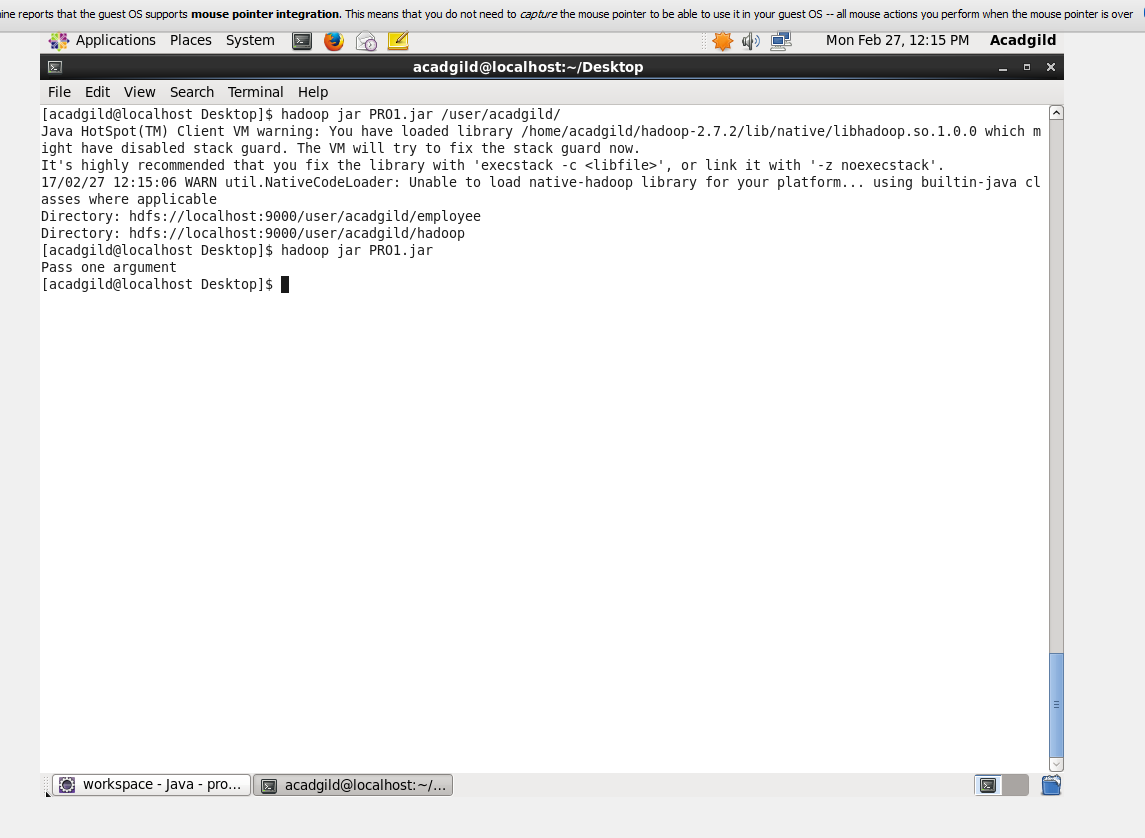 ine reports that the guest OS supports mouse pointer integration. This means that you do not need to capture the mouse pointer to be able to use it in your guest OS -- all mouse actions you perform when the mouse pointer is over
Applications Places System Mon Feb 27, 12:15 PM Acadgild
acadgild@localhost:~/Desktop
File Edit View Search Terminal Help
[acadgild@localhost Desktop]$ hadoop jar PRO1.jar /user/acadgild/
Java HotSpot(TM) Client VM warning: You have loaded library /home/acadgild/hadoop-2.7.2/lib/native/libhadoop.so.1.0.0 which m
ight have disabled stack guard. The VM will try to fix the stack guard now.
It's highly recommended that you fix the library with 'execstack -c <libfile>', or link it with '-z noexecstack'.
17/02/27 12:15:06 WARN util.NativeCodeLoader: Unable to load native-hadoop library for your platform... using builtin-java cl
asses where applicable
Directory: hdfs://localhost:9000/user/acadgild/employee
Directory: hdfs://localhost:9000/user/acadgild/hadoop
[acadgild@localhost Desktop]$ hadoop jar PRO1.jar
Pass one argument
[acadgild@localhost Desktop]$
workspace - Java - pro... acadgild@localhost:~/...